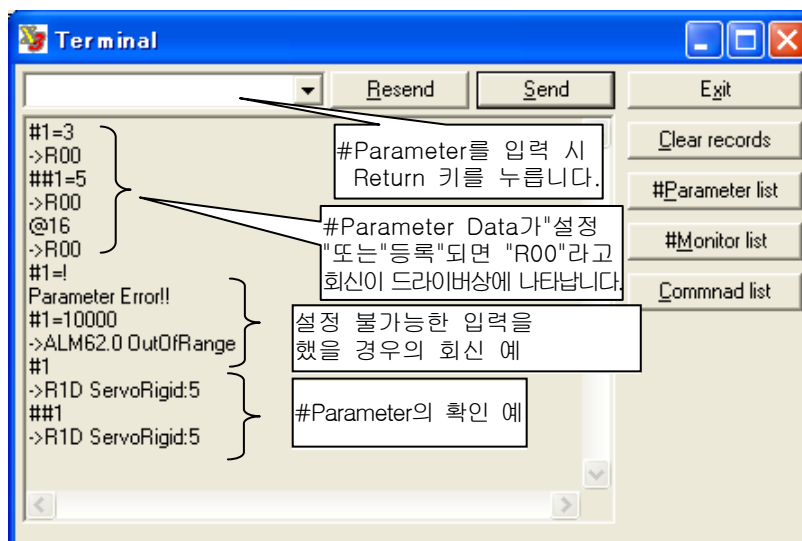 Terminal
Resend
Send
Exit
Clear records
#Parameter list
#Monitor list
Commnad list
#1=3
->R00
##1=5
->R00
@16
->R00
#1=!
Parameter Error!!
#1=10000
->ALM62.0 OutOfRange
#1
->R1D ServoRigid:5
##1
->R1D ServoRigid:5
#Parameter를 입력 시
Return 키를 누릅니다.
#Parameter Data가"설정
"또는"등록"되면 "R00"라고
회신이 드라이버상에 나타납니다.
설정 불가능한 입력을
했을 경우의 회신 예
#Parameter의 확인 예